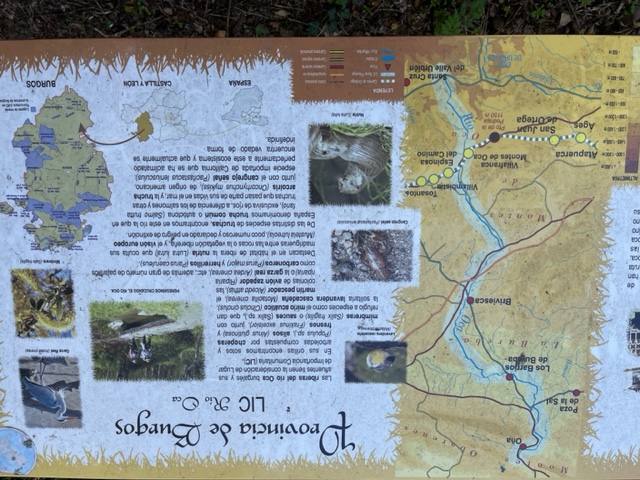 Provincia de Burgos
LIC Río Oca
Las riberas del río Oca burgalés y sus
afluentes tienen la consideración de Lugar
de Importancia Comunitaria (LIC).
En sus orillas encontramos sotos y
arboledas compuestas por choperas
(Populus sp.), alisos (Alnus glutinosa) y
fresnos (Fraxinus excelsior), junto con
mimbreras (Salix fragilis) o sauces (Salix sp.), que dan
refugio a especies como el mirlo acuático (Cinclus cinclus),
la solitaria lavandera cascadeña (Motacilla cinerea), el
martín pescador (Alcedo atthis), las
colonias de avión zapador (Riparia
riparia) o la garza real (Ardea cinerea), etc., además de gran número de pajarillos
como carboneros (Parus major) y herrerillos (Parus caeruleus).
Destacan en el hábitat de ribera la nutria (Lutra lutra) que oculta sus
madrigueras entre las rocas o la vegetación ribereña, y el visón europeo
(Mustela lutreola), poco numeroso y declarado en peligro de extinción.
De las distintas especies de truchas, encontramos en este río la que en
España denominamos trucha común o autóctona (Salmo trutta
fario), exclusiva de ríos, a diferencia de los salmones y otras
truchas que pasan parte de sus vidas en el mar, y la trucha
arcoiris (Oncorhynchus mykiss), de origen americano,
junto con el cangrejo señal (Pacifastacus leniusculus),
especie importada de California que se ha aclimatado
perfectamente a este ecosistema y que actualmente se
encuentra vedado de forma
indefinida.
Lavandera cascadeña
Cangrejo señal (Pacifastacus leniusculus)
Nutria (Lutra lutra)
PEREGRINOS CRUZANDO EL RÍO OCA
Garza Real (Ardea cinerea)
Mimbrera (Salix fragilis)
ESPAÑA
CASTILLA Y LEÓN
BURGOS
Oña
Poza
de la Sal
Los Barrios
de Bureba
La Bureba
Briviesca
Montes
de
Tosantos
Villambistia
Espinosa
del Camino
Villafranca
Montes de Oca
Atapuerca
Ages
San Juan
de Ortega
Pto de la
Pedraja
1150 m
Santa Cruz
del Valle Urbión
ALTIMETRÍA
LEYENDA
Camino de Santiago